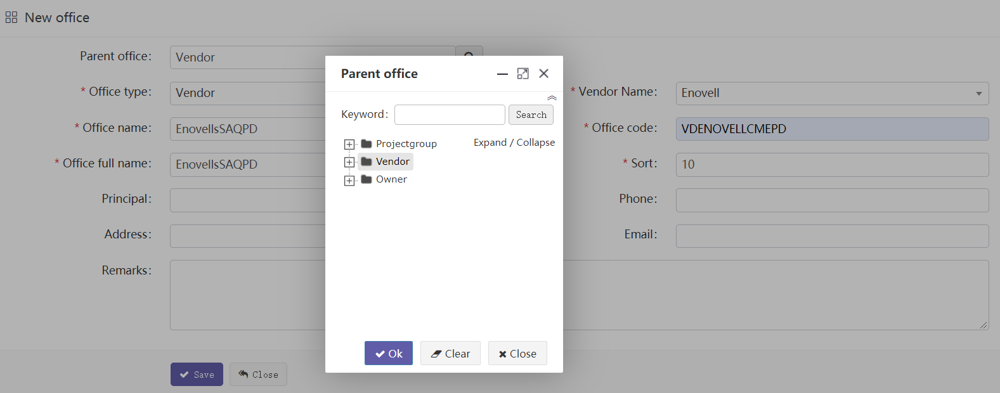 New office
Parent office:
Vendor
* Office type:
Vendor
* Vendor Name:
Enovell
* Office name:
EnovellsSAQPD
* Office code:
VDENOVELLCMEPD
* Office full name:
EnovellsSAQPD
* Sort:
10
Principal:
Phone:
Address:
Email:
Remarks:
Save
Close
Parent office
Keyword:
Search
Expand / Collapse
Projectgroup
Vendor
Owner
Ok
Clear
Close